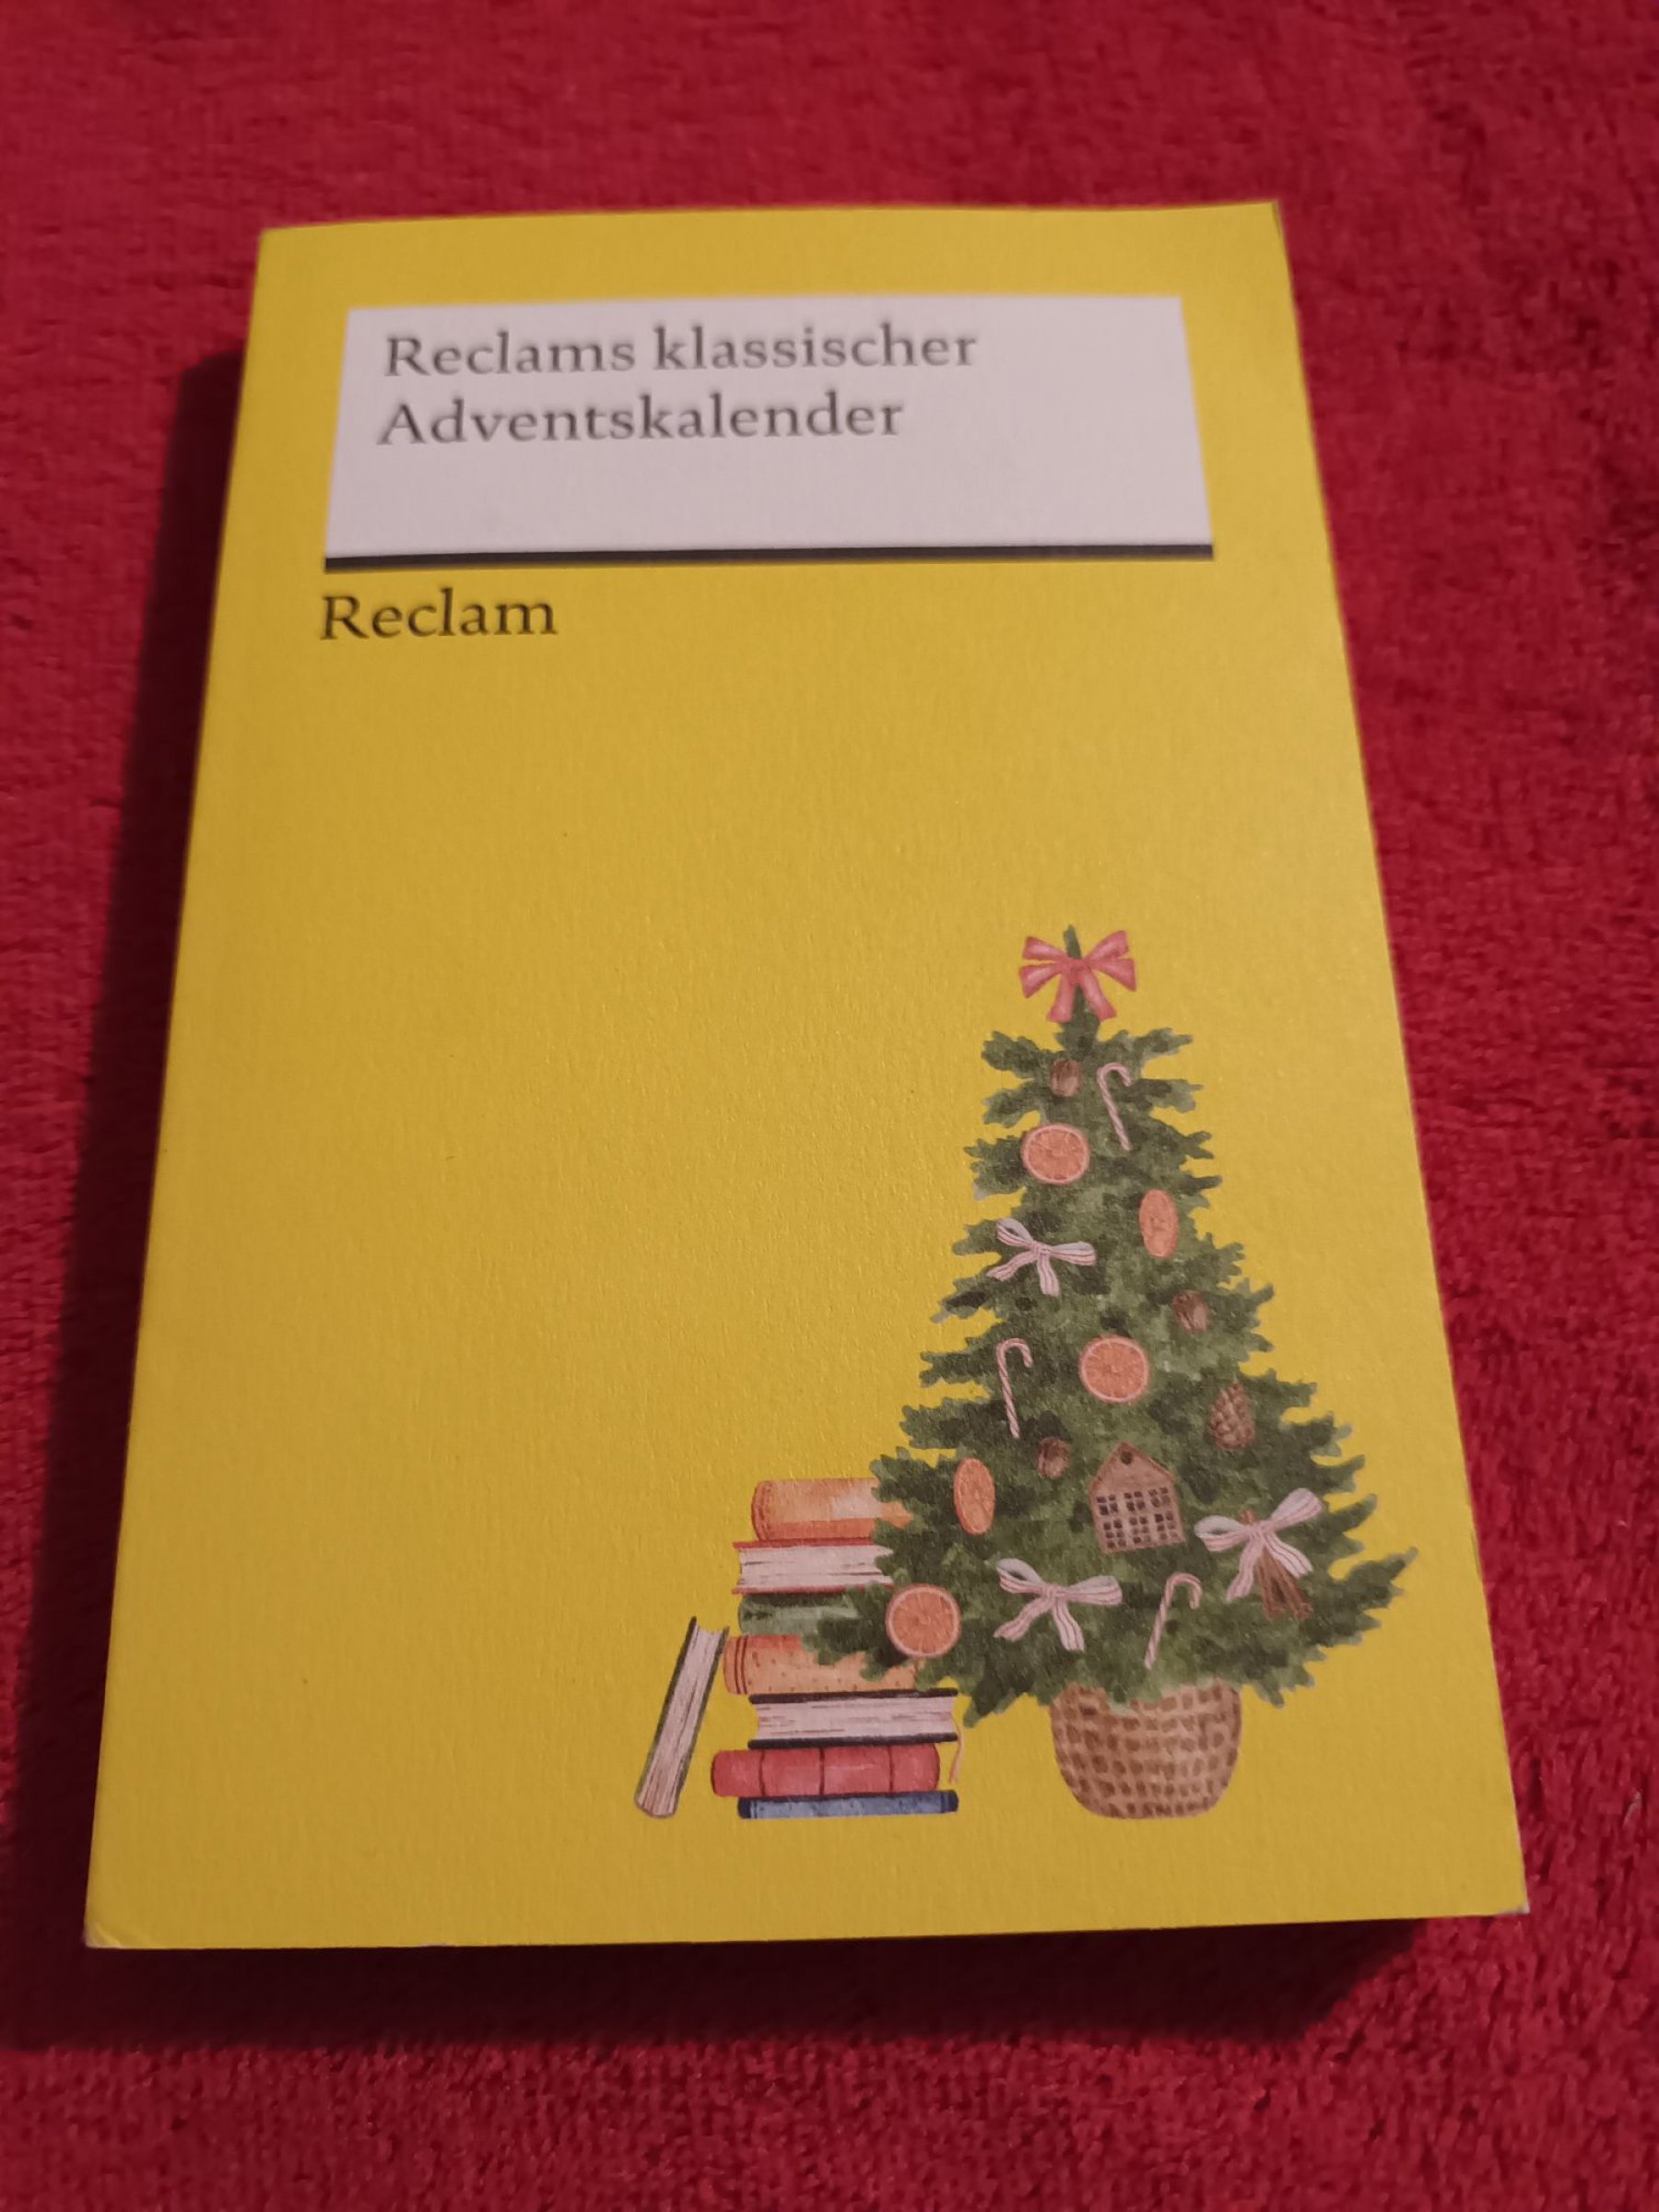 Reclams klassischer
Adventskalender
Reclam